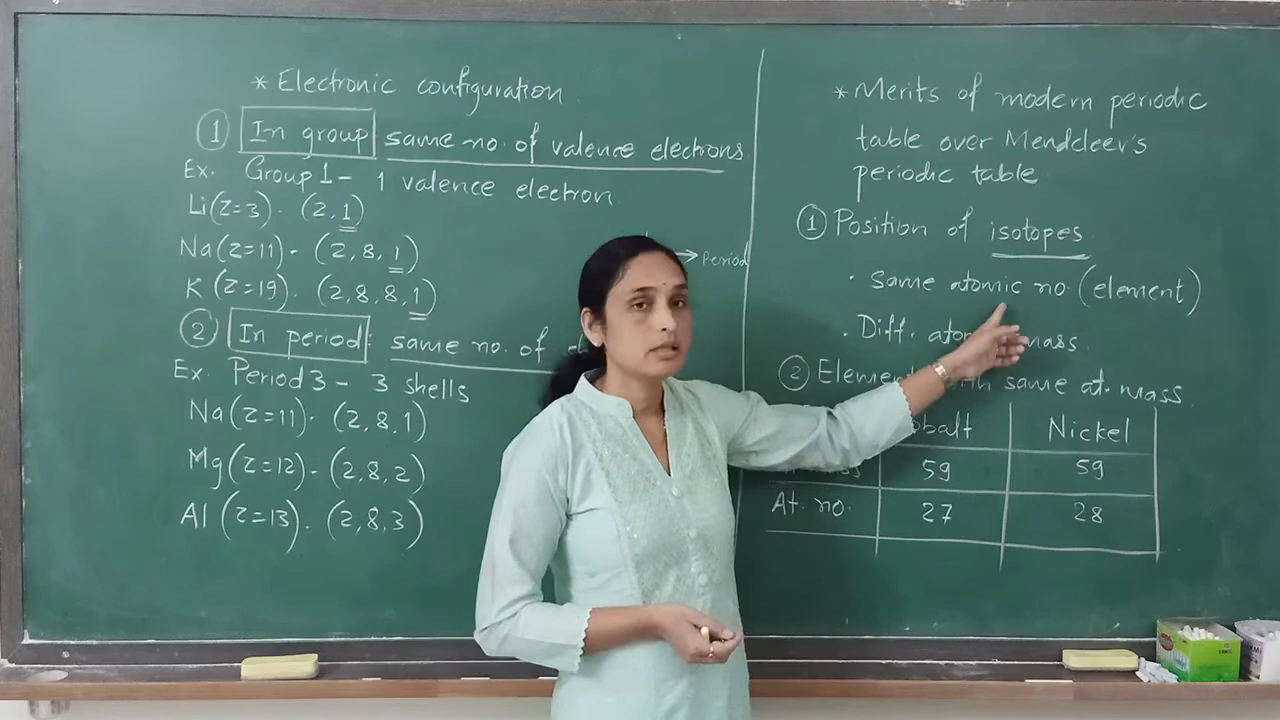 * Electronic configuration
① In group same no. of valence electrons
Ex. Group 1 - 1 valence electron
Li (z=3) - (2, 1)
Na (z=11) - (2, 8, 1)
K (z=19) - (2, 8, 8, 1)
② In period: same no. of
Ex. Period 3 - 3 shells
Na (z=11) - (2, 8, 1)
Mg (z=12) - (2, 8, 2)
Al (z=13) - (2, 8, 3)
→ Period
* Merits of modern periodic
table over Mendeleev's
periodic table
① Position of isotopes
· Same atomic no. (element)
· Diff. mass.
② same at. mass.
Nickel
59 59
At. no. 27 28